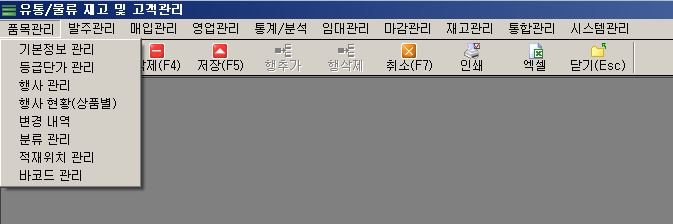 유통/물류 재고 및 고객관리
품목관리 발주관리 매입관리 영업관리 통계/분석 임대관리 마감관리 재고관리 통합관리 시스템관리
삭제(F4) 저장(F5) 행추가 행삭제 취소(F7) 인쇄 엑셀 닫기(Esc)
기본정보 관리
등급단가 관리
행사 관리
행사 현황(상품별)
변경 내역
분류 관리
적재위치 관리
바코드 관리